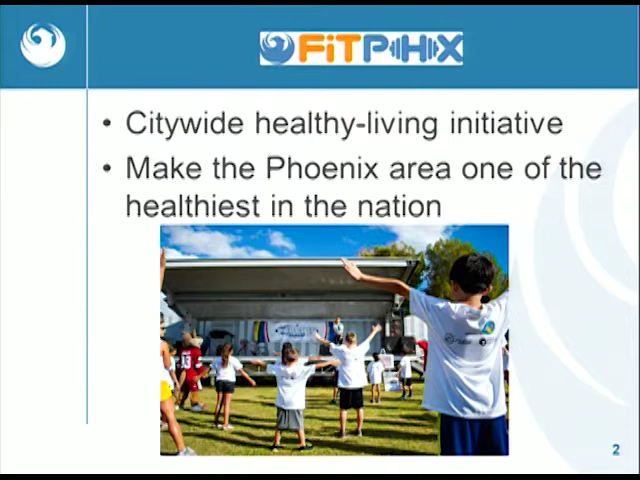 FiTPHX
• Citywide healthy-living initiative
• Make the Phoenix area one of the
healthiest in the nation
2